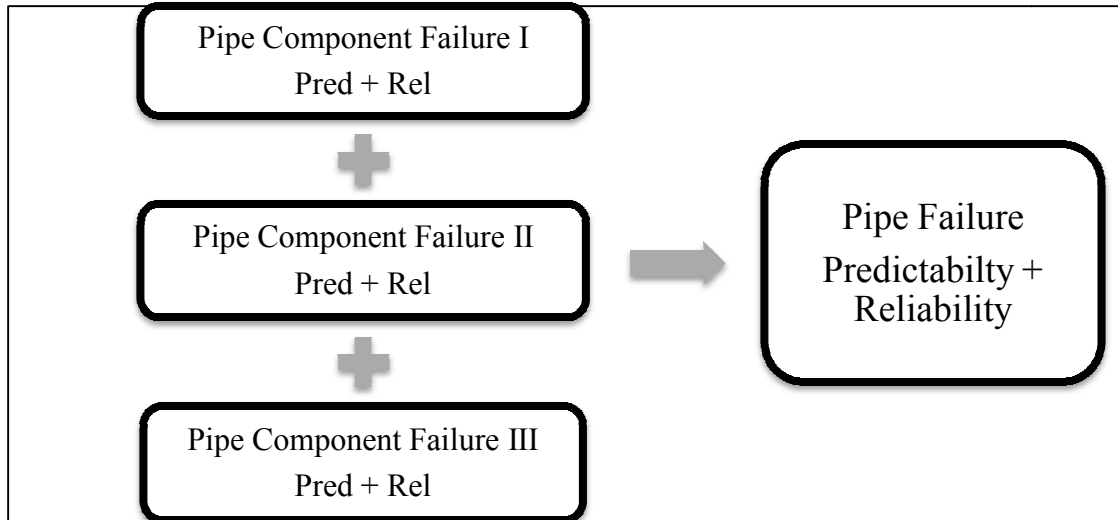 Pipe Component Failure I
Pred + Rel
Pipe Component Failure II
Pred + Rel
Pipe Component Failure III
Pred + Rel
Pipe Failure
Predictabilty +
Reliability